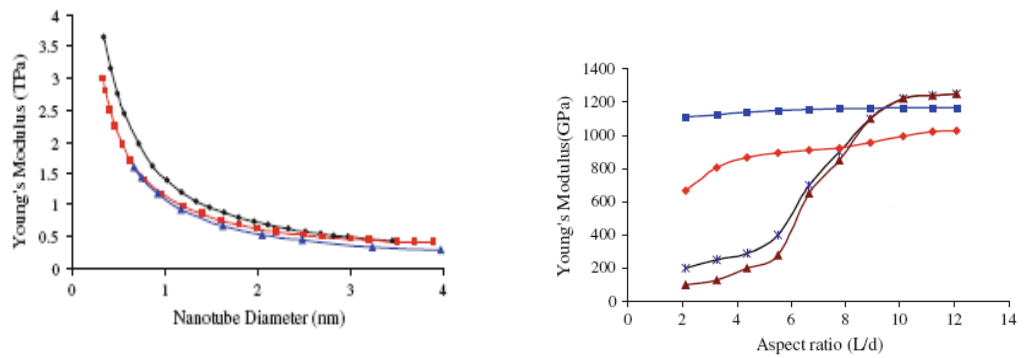 4
3.5
3
2.5
2
1.5
1
0.5
0
0 1 2 3 4
Young's Modulus (TPa)
Nanotube Diameter (nm)
1400
1200
1000
800
600
400
200
0
0 2 4 6 8 10 12 14
Young's Modulus(GPa)
Aspect ratio (L/d)